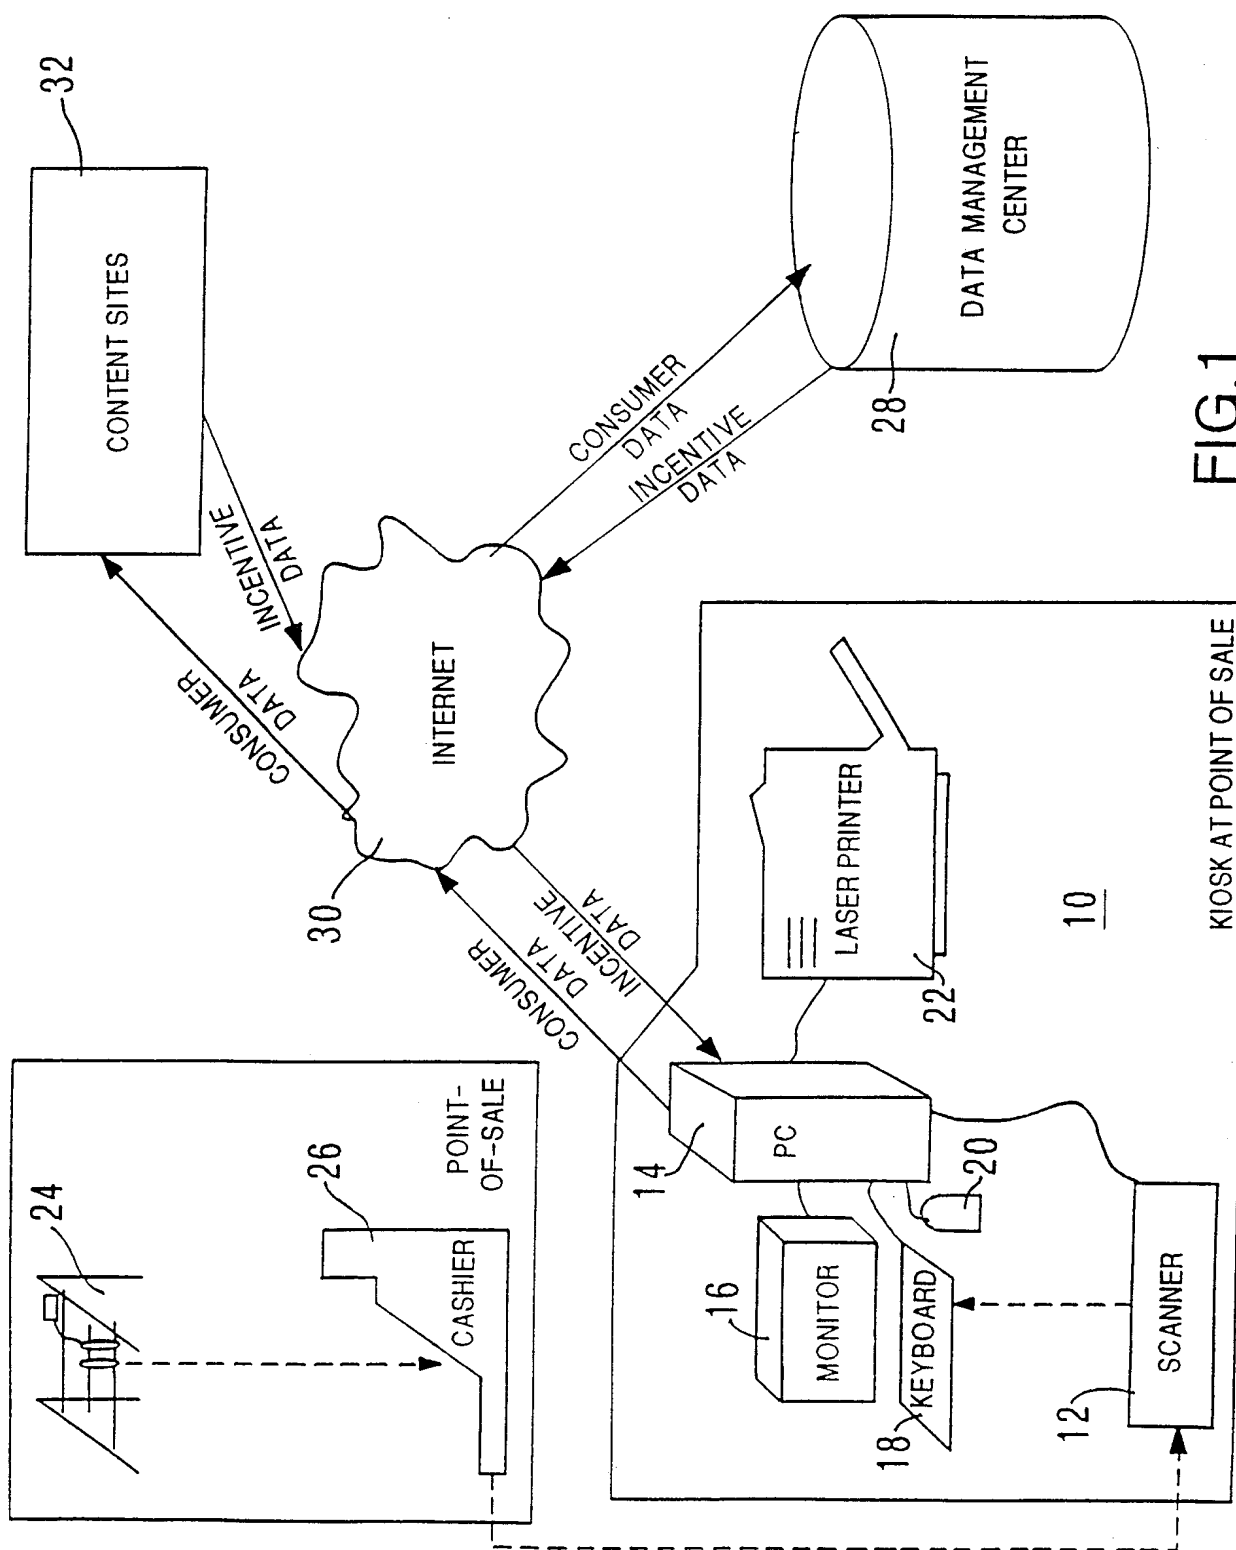 32
CONTENT SITES
INCENTIVE
DATA
CONSUMER
DATA
CONSUMER
DATA
INCENTIVE
DATA
DATA MANAGEMENT
CENTER
28
INTERNET
30
CONSUMER
DATA
INCENTIVE
DATA
24
26
CASHIER
POINT-
OF-SALE
14
PC
16
MONITOR
18
KEYBOARD
20
12
SCANNER
LASER PRINTER
22
10
KIOSK AT POINT OF SALE
FIG.1